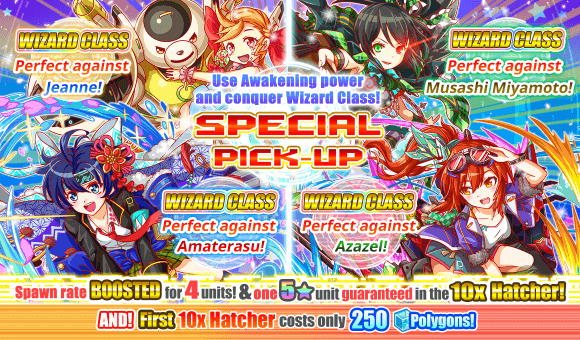 WIZARD CLASS
Perfect against
Jeanne!
WIZARD CLASS
Perfect against
Musashi Miyamoto!
Use Awakening power
and conquer Wizard Class!
SPECIAL
PICK-UP
WIZARD CLASS
Perfect against
Amaterasu!
WIZARD CLASS
Perfect against
Azazel!
Spawn rate BOOSTED for 4 units! & one 5★ unit guaranteed in the 10x Hatcher!
AND! First 10x Hatcher costs only 250 Polygons!